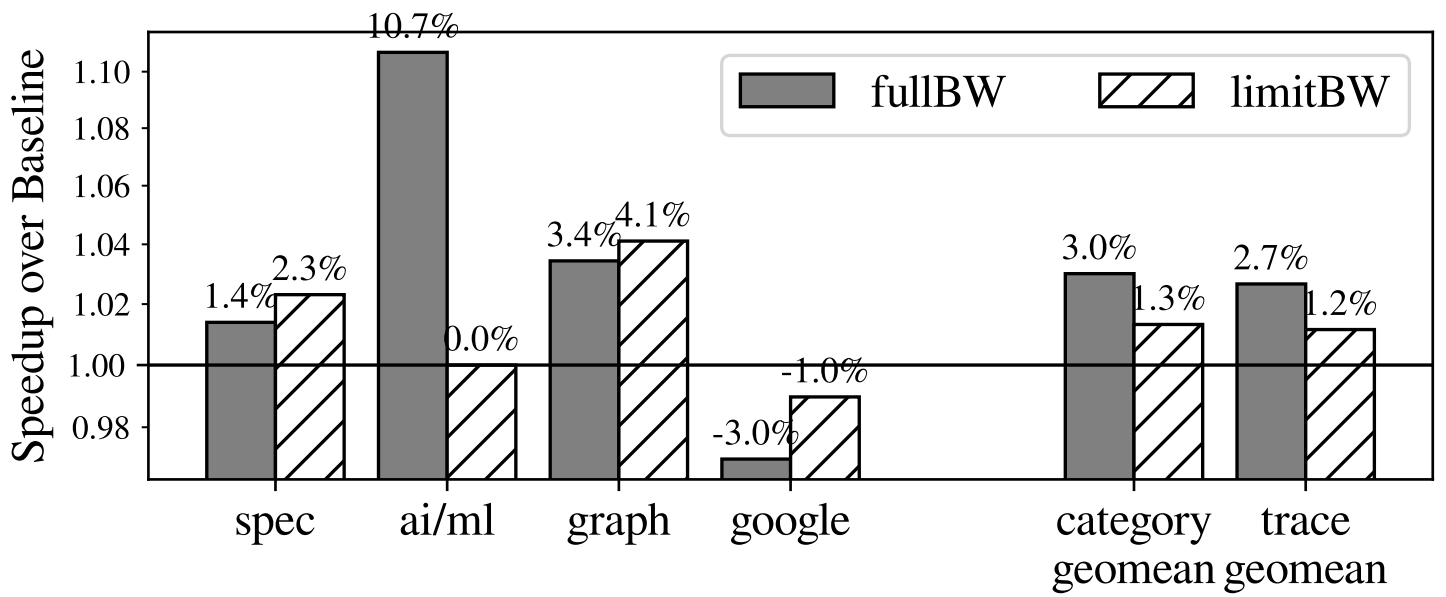 Speedup over Baseline
1.10
1.08
1.06
1.04
1.02
1.00
0.98
fullBW
limitBW
1.4%
2.3%
10.7%
0.0%
3.4%
4.1%
-3.0%
-1.0%
3.0%
1.3%
2.7%
1.2%
spec
ai/ml
graph
google
category
geomean
trace
geomean